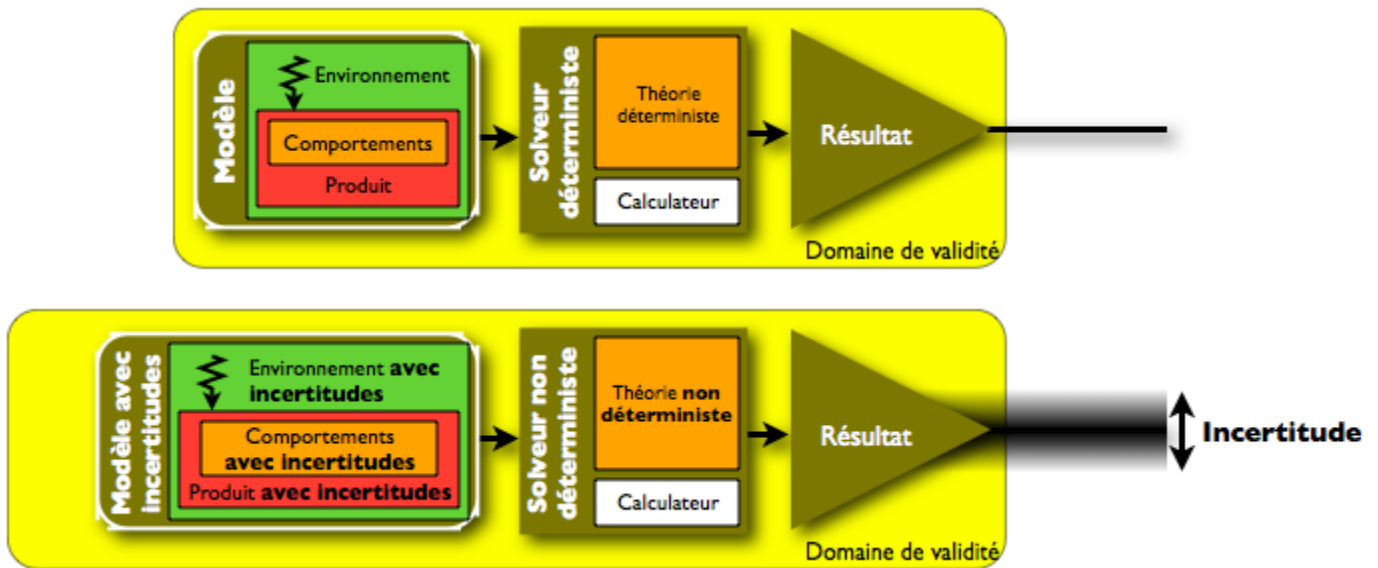 Modèle
Environnement
Comportements
Produit
Solveur
déterministe
Théorie
déterministe
Calculateur
Résultat
Domaine de validité
Modèle avec
incertitudes
Environnement avec
incertitudes
Comportements
avec incertitudes
Produit avec incertitudes
Solveur non
déterministe
Théorie non
déterministe
Calculateur
Résultat
Incertitude
Domaine de validité